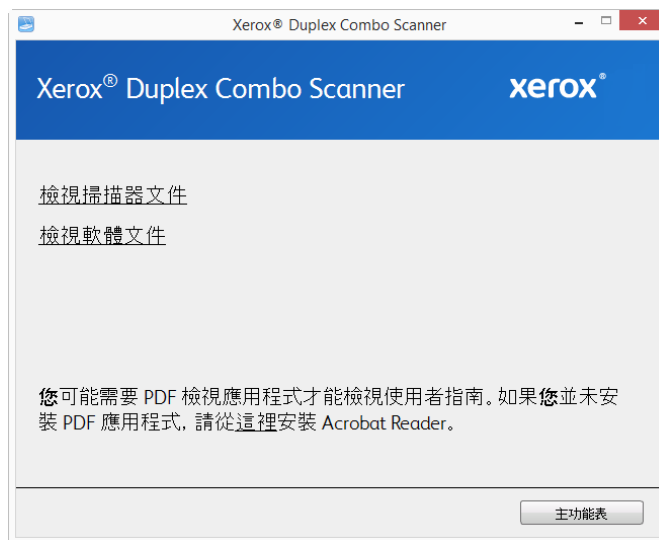 Xerox® Duplex Combo Scanner
Xerox® Duplex Combo Scanner
xerox®
檢視掃描器文件
檢視軟體文件
您可能需要 PDF 檢視應用程式才能檢視使用者指南。如果您並未安
裝 PDF 應用程式, 請從這裡安裝 Acrobat Reader。
主功能表